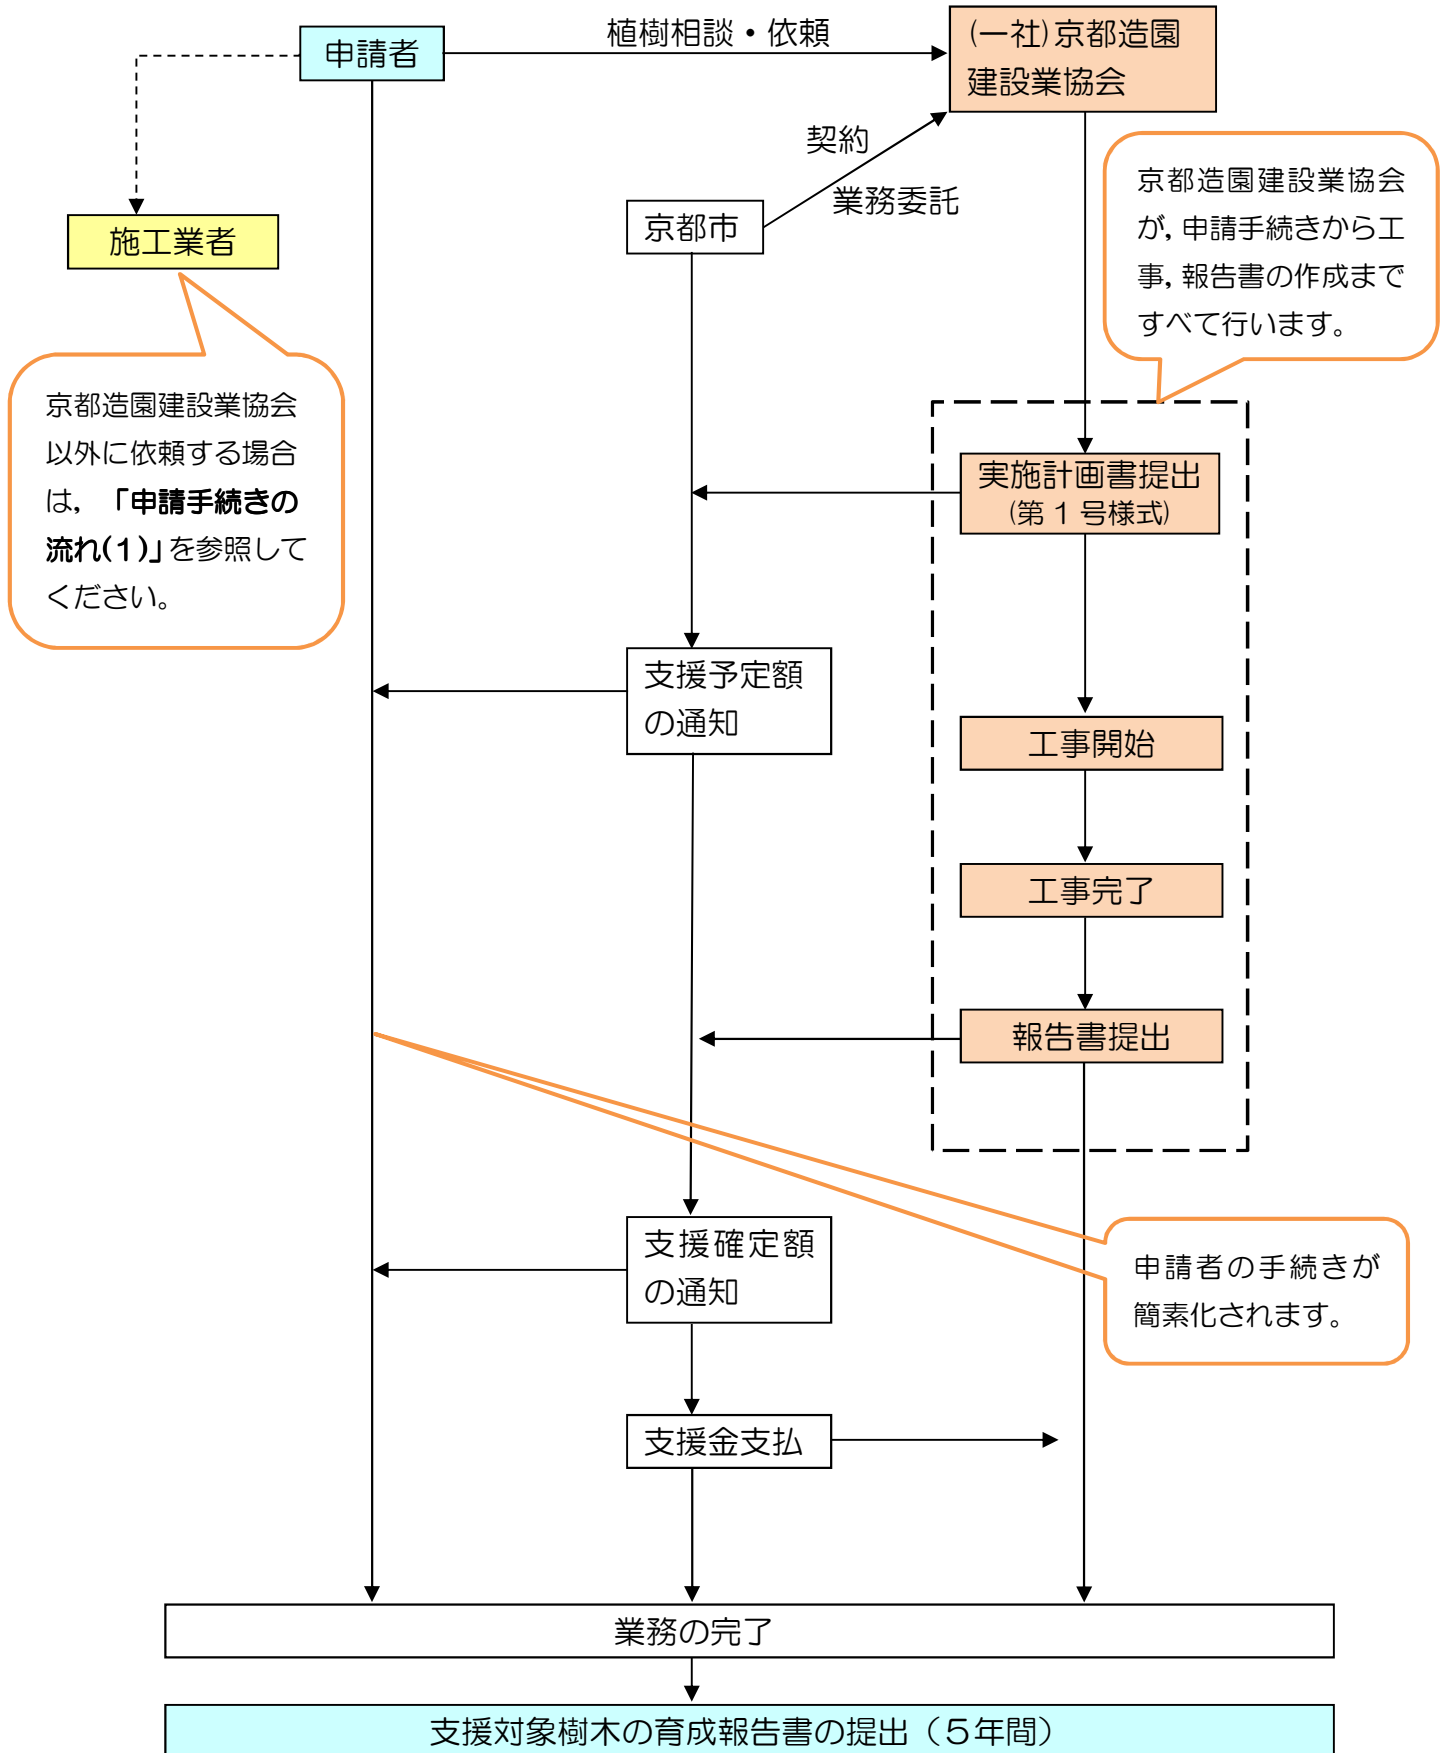 申請者
植樹相談・依頼
(一社)京都造園
建設業協会
契約
業務委託
京都市
施工業者
京都造園建設業協会
が，申請手続きから工
事，報告書の作成まで
すべて行います。
京都造園建設業協会
以外に依頼する場合
は，「申請手続きの
流れ(１)」を参照して
ください。
実施計画書提出
(第１号様式)
支援予定額
の通知
工事開始
工事完了
報告書提出
支援確定額
の通知
申請者の手続きが
簡素化されます。
支援金支払
業務の完了
支援対象樹木の育成報告書の提出（５年間）